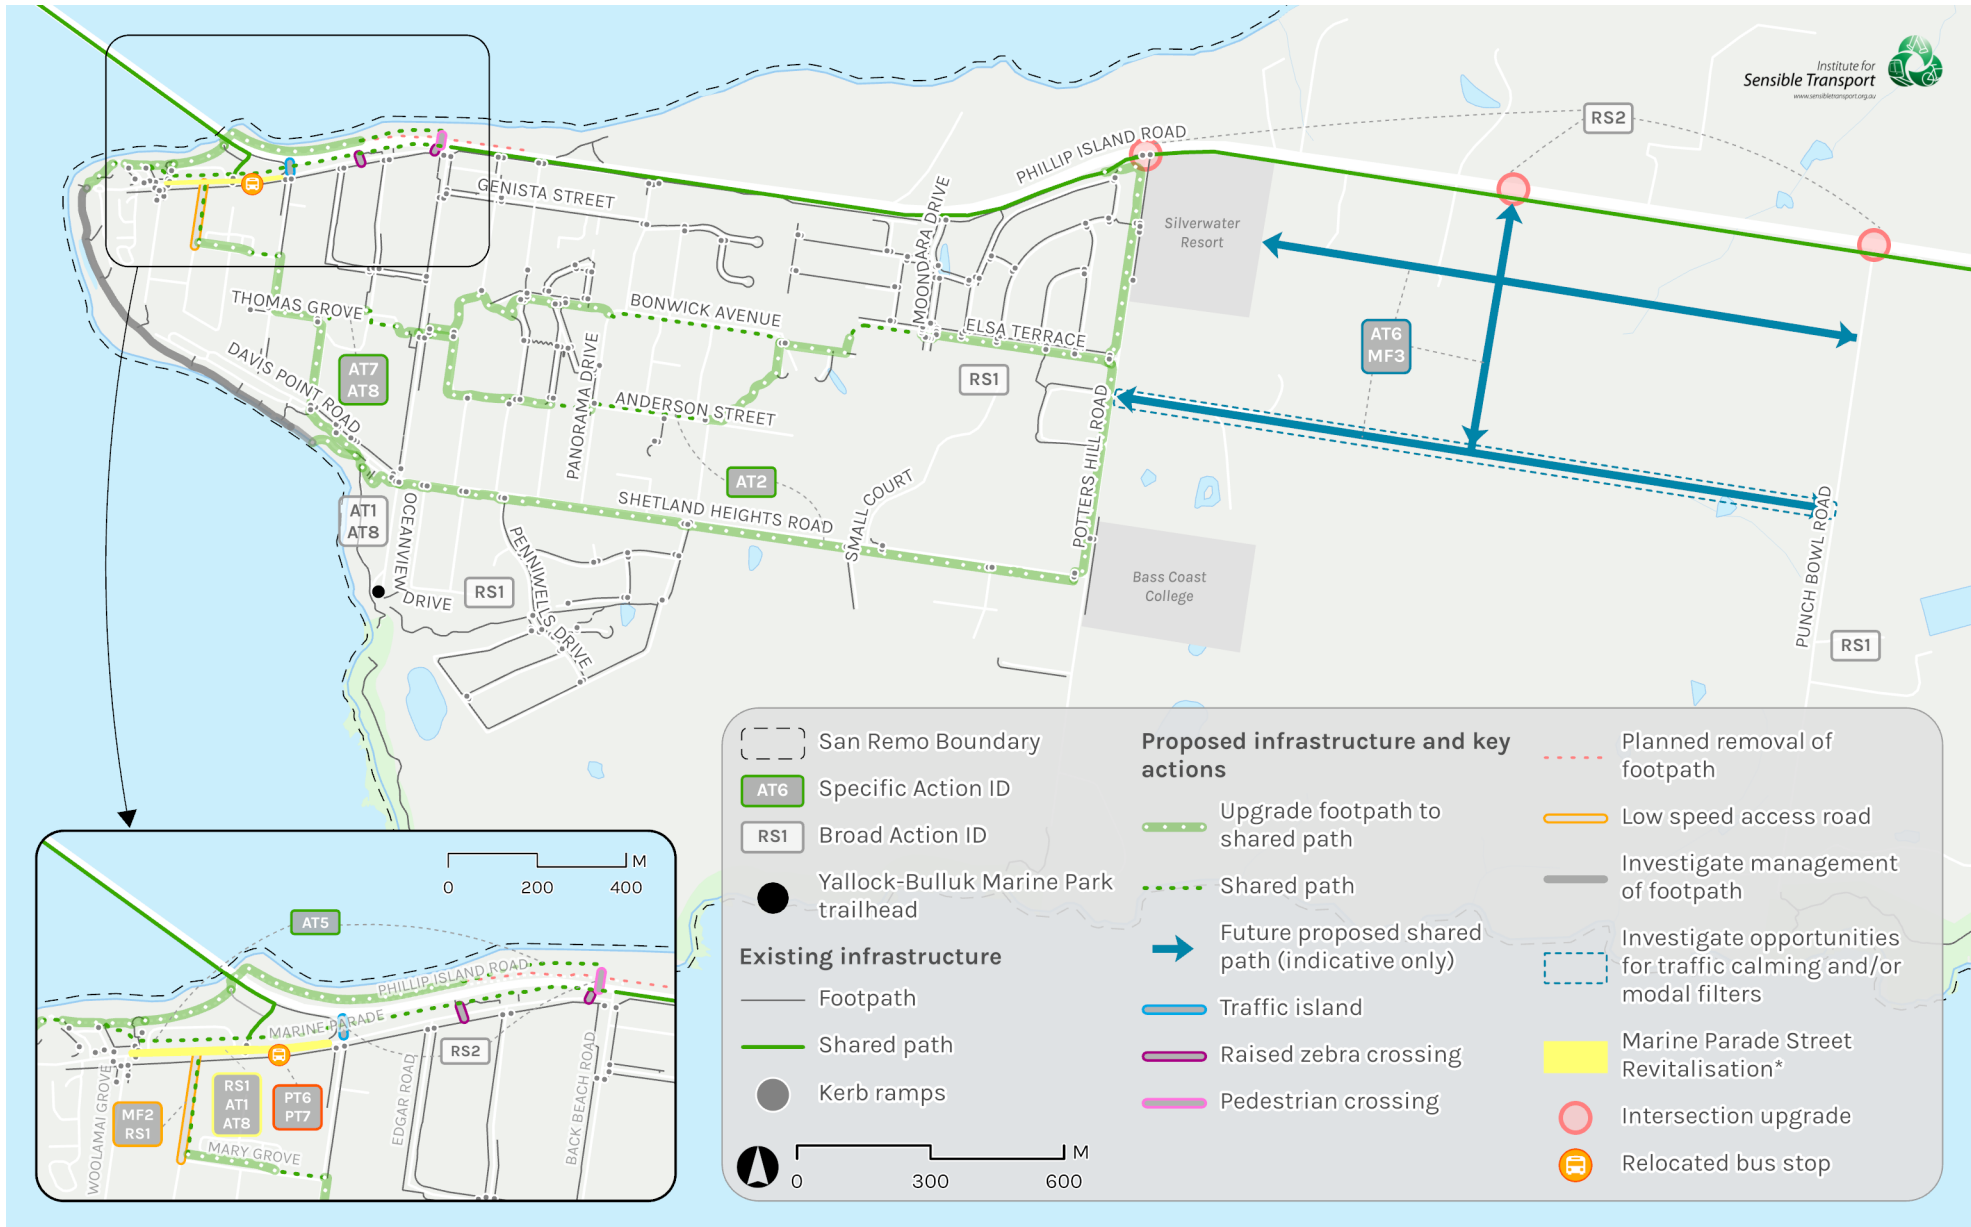 Institute for
Sensible Transport
www.sensibletransport.org.au
RS2
PHILLIP ISLAND ROAD
GENISTA STREET
MOONDARA DRIVE
Silverwater
Resort
THOMAS GROVE
BONWICK AVENUE
ELSA TERRACE
AT6
MF3
DAVIS POINT ROAD
AT7
AT8
PANORAMA DRIVE
RS1
ANDERSON STREET
POTTERS HILL ROAD
AT2
AT1
AT8
OCEANVIEW
DRIVE
SHETLAND HEIGHTS ROAD
SMALL COURT
PENNIWELLS DRIVE
RS1
Bass Coast
College
PUNCH BOWL ROAD
RS1
San Remo Boundary
AT6
Specific Action ID
RS1
Broad Action ID
Yallock-Bulluk Marine Park
trailhead
Existing infrastructure
Footpath
Shared path
Kerb ramps
0
300
600
M
Proposed infrastructure and key
actions
Upgrade footpath to
shared path
Shared path
Future proposed shared
path (indicative only)
Traffic island
Raised zebra crossing
Pedestrian crossing
Planned removal of
footpath
Low speed access road
Investigate management
of footpath
Investigate opportunities
for traffic calming and/or
modal filters
Marine Parade Street
Revitalisation*
Intersection upgrade
Relocated bus stop
0
200
400
M
AT5
PHILLIP ISLAND ROAD
MARINE PARADE
RS2
WOOLAMAI GROVE
MF2
RS1
RS1
AT1
AT8
PT6
PT7
EDGAR ROAD
BACK BEACH ROAD
MARY GROVE